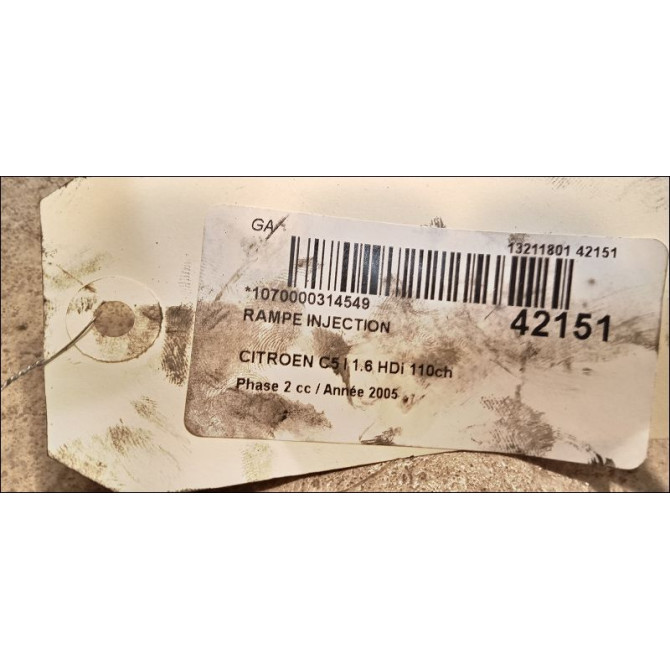 GA
13211801 42151
*1070000314549
RAMPE INJECTION
42151
CITROEN C5 I 1.6 HDi 110ch
Phase 2 cc / Année 2005